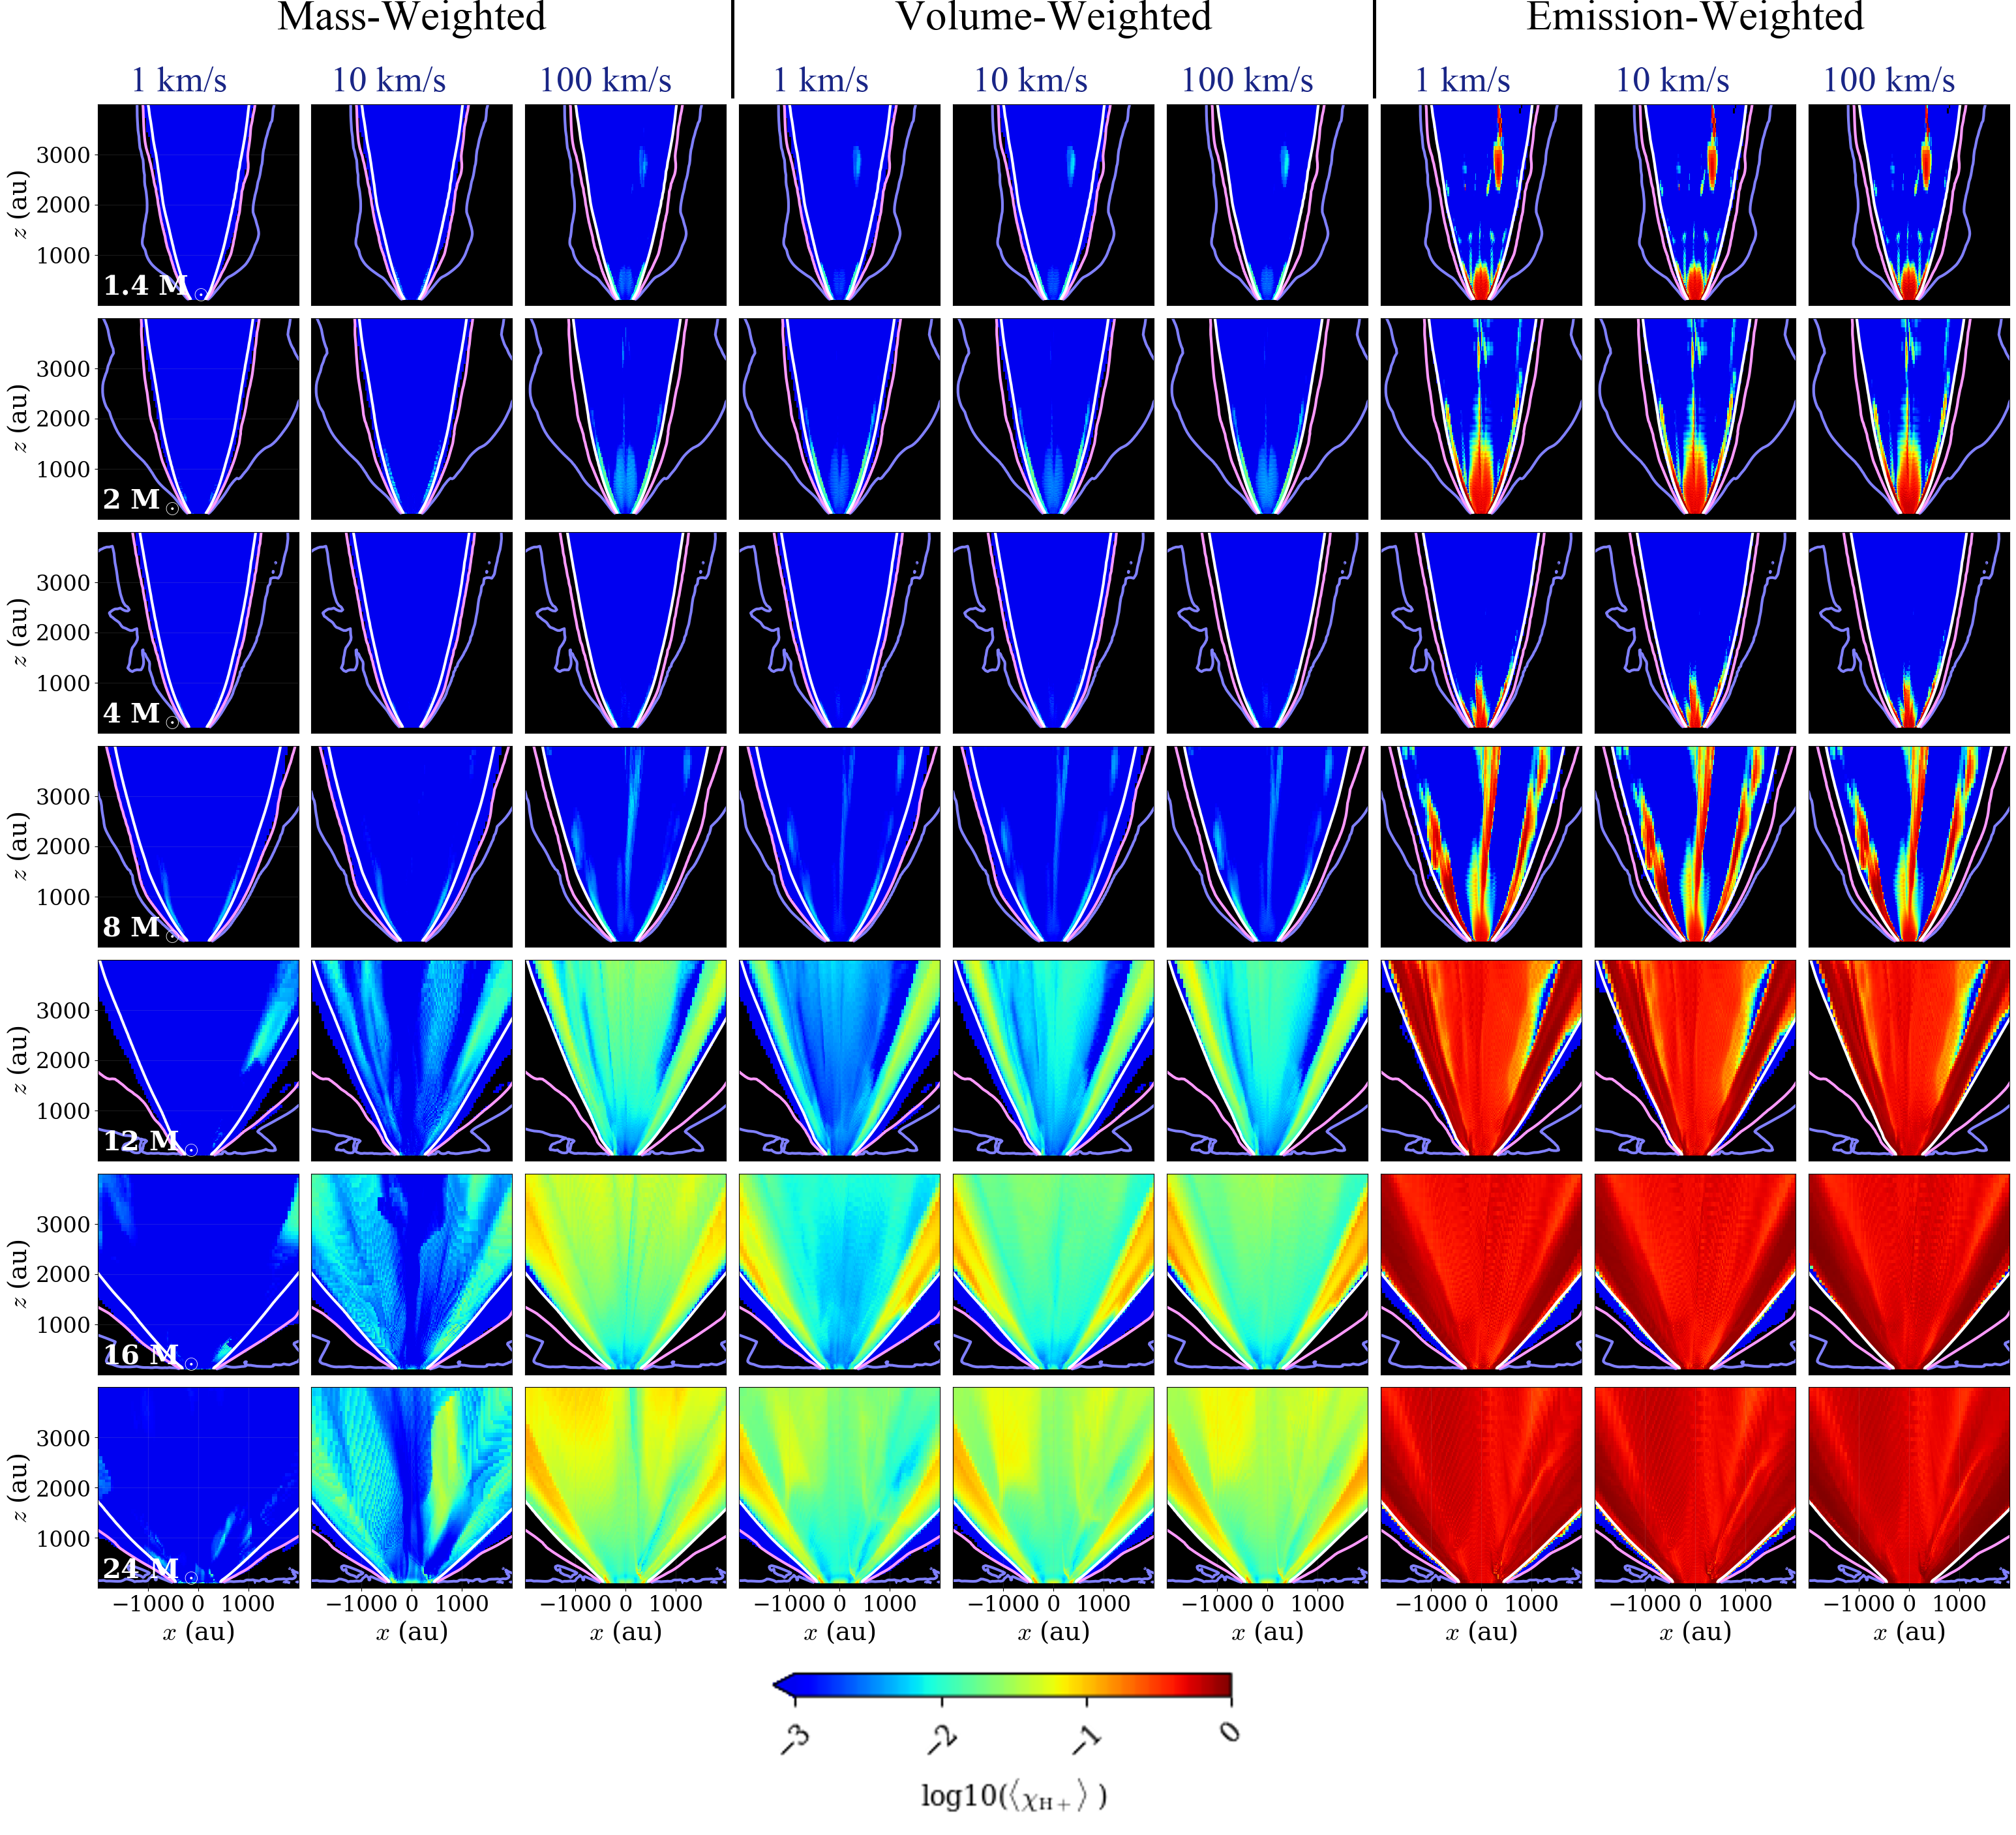 Mass-Weighted Volume-Weighted Emission-Weighted
1 km/s 10 km/s 100 km/s 1 km/s 10 km/s 100 km/s 1 km/s 10 km/s 100 km/s
z (au) 3000 2000 1000
1.4 M☉
z (au) 3000 2000 1000
2 M☉
z (au) 3000 2000 1000
4 M☉
z (au) 3000 2000 1000
8 M☉
z (au) 3000 2000 1000
12 M☉
z (au) 3000 2000 1000
16 M☉
z (au) 3000 2000 1000
24 M☉
−1000 0 1000 −1000 0 1000 −1000 0 1000 −1000 0 1000 −1000 0 1000 −1000 0 1000 −1000 0 1000 −1000 0 1000 −1000 0 1000
x (au) x (au) x (au) x (au) x (au) x (au) x (au) x (au) x (au)
−3 −2 −1 0
log10(⟨χH+⟩ )